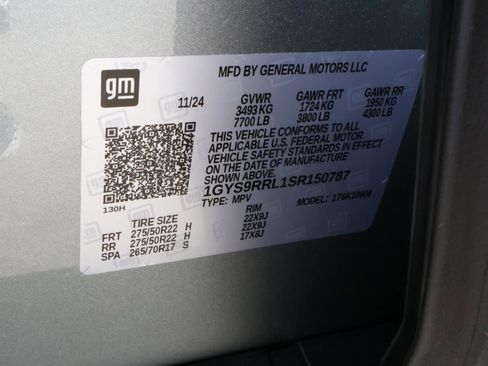 gm
MFD BY GENERAL MOTORS LLC
11/24 GVWR GAWR FRT GAWR RR
3493 KG 1724 KG 1950 KG
7700 LB 3800 LB 4300 LB
THIS VEHICLE CONFORMS TO ALL
APPLICABLE U.S. FEDERAL MOTOR
VEHICLE SAFETY STANDARDS IN EFFECT ON
THE DATE OF MANUFACTURE SHOWN ABOVE.
1GYS9RRL1SR150787
130H TYPE: MPV MODEL: 1T6K10906
TIRE SIZE RIM
FRT 275/50R22 H 22X9J
RR 275/50R22 H 22X9J
SPA 265/70R17 S 17X8J